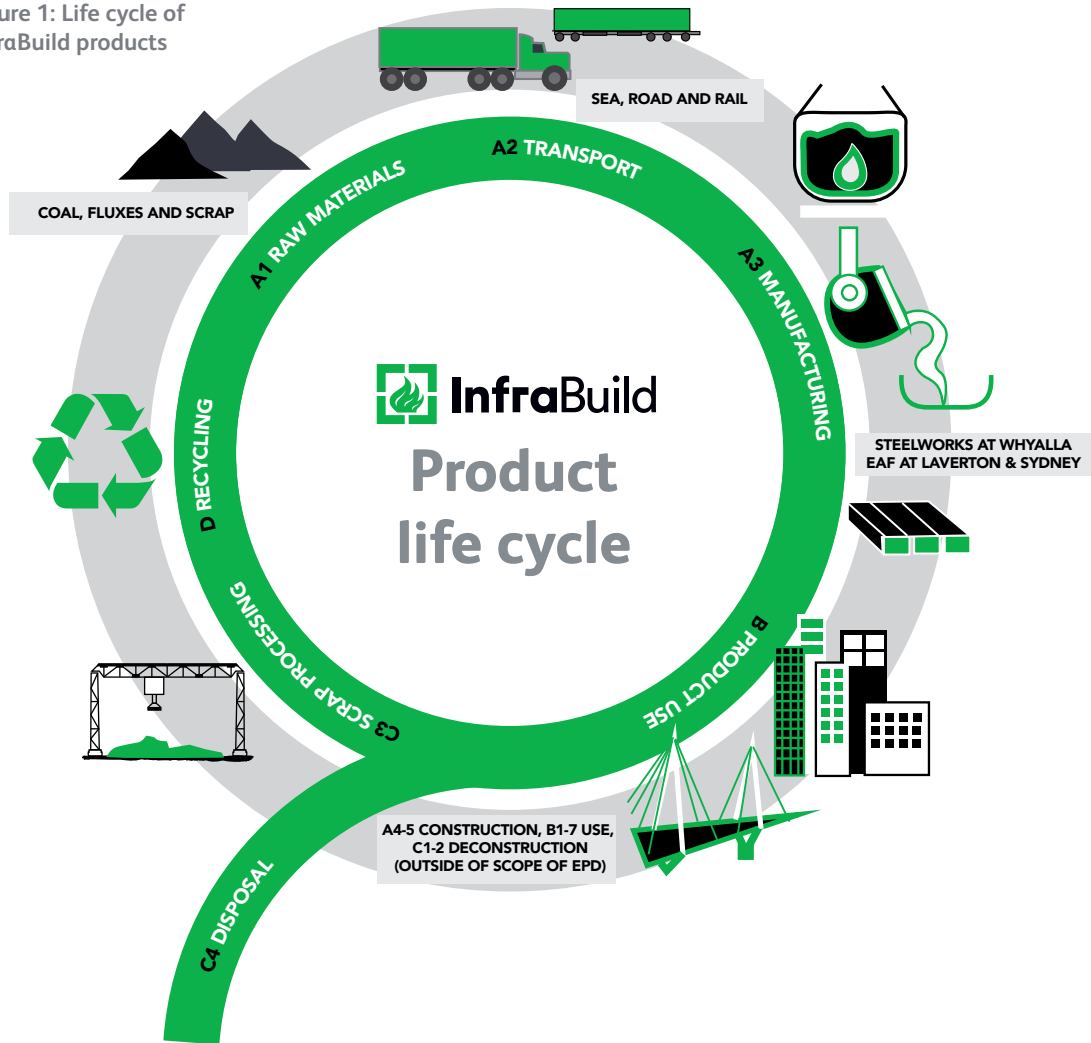 ure 1: Life cycle of
raBuild products
SEA, ROAD AND RAIL
COAL, FLUXES AND SCRAP
A1 RAW MATERIALS
A2 TRANSPORT
A3 MANUFACTURING
STEELWORKS AT WHYALLA
EAF AT LAVERTON & SYDNEY
InfraBuild
Product
life cycle
B PRODUCT USE
A4-5 CONSTRUCTION, B1-7 USE,
C1-2 DECONSTRUCTION
(OUTSIDE OF SCOPE OF EPD)
C3 SCRAP PROCESSING
C4 DISPOSAL
D RECYCLING